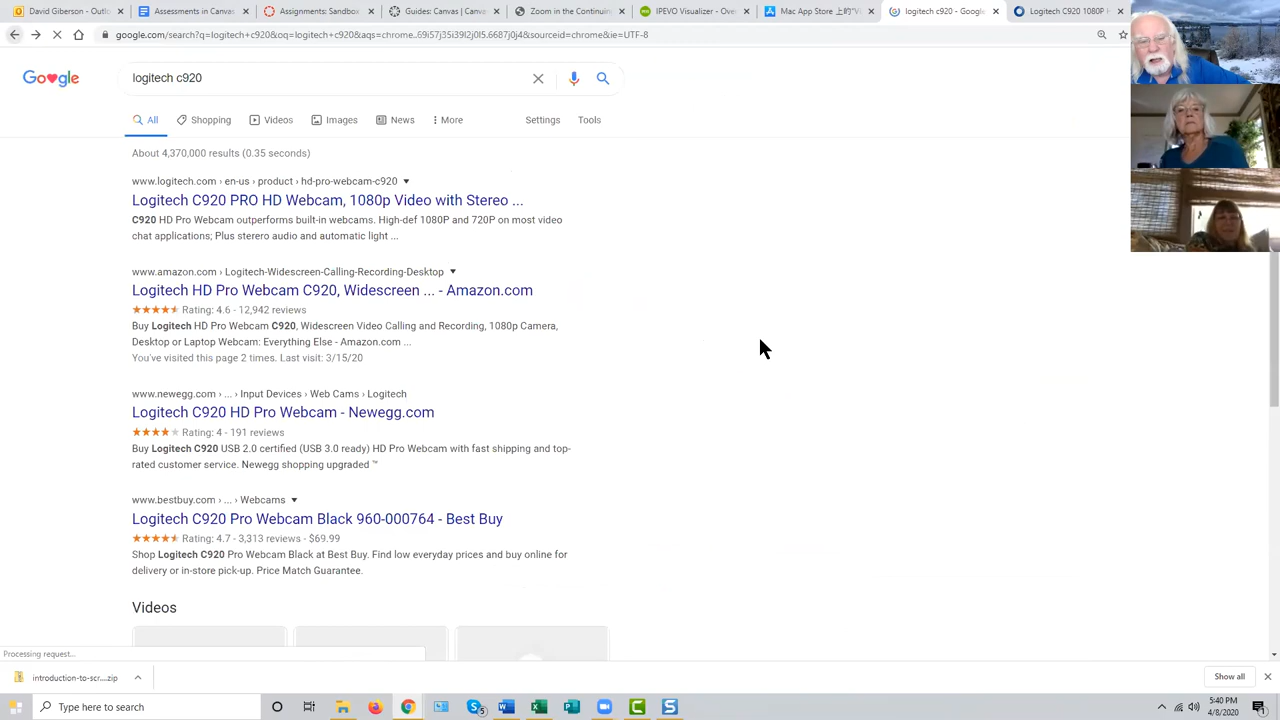 David Giberson - Outlo
Assessments in Canvas
Assignments: Sandbox (
Guides: Canvas | Canva
Zoom in the Continuing
IPEVO Visualizer - Over
Mac App Store 上的“V
logitech c920 - Google
Logitech C920 1080P H
google.com/search?q=logitech+c920&oq=logitech+c920&aqs=chrome..69i57j35i39l2j0l5.6687j0j4&sourceid=chrome&ie=UTF-8
Google
logitech c920
All
Shopping
Videos
Images
News
More
Settings
Tools
About 4,370,000 results (0.35 seconds)
www.logitech.com › en-us › product › hd-pro-webcam-c920
Logitech C920 PRO HD Webcam, 1080p Video with Stereo ...
C920 HD Pro Webcam outperforms built-in webcams. High-def 1080P and 720P on most video
chat applications; Plus sterero audio and automatic light ...
www.amazon.com › Logitech-Widescreen-Calling-Recording-Desktop
Logitech HD Pro Webcam C920, Widescreen ... - Amazon.com
Rating: 4.6 - 12,942 reviews
Buy Logitech HD Pro Webcam C920, Widescreen Video Calling and Recording, 1080p Camera,
Desktop or Laptop Webcam: Everything Else - Amazon.com ...
You've visited this page 2 times. Last visit: 3/15/20
www.newegg.com › ... › Input Devices › Web Cams › Logitech
Logitech C920 HD Pro Webcam - Newegg.com
Rating: 4 - 191 reviews
Buy Logitech C920 USB 2.0 certified (USB 3.0 ready) HD Pro Webcam with fast shipping and top-
rated customer service. Newegg shopping upgraded ™
www.bestbuy.com › ... › Webcams
Logitech C920 Pro Webcam Black 960-000764 - Best Buy
Rating: 4.7 - 3,313 reviews - $69.99
Shop Logitech C920 Pro Webcam Black at Best Buy. Find low everyday prices and buy online for
delivery or in-store pick-up. Price Match Guarantee.
Videos
Processing request...
introduction-to-scr....zip
Show all
Type here to search
5:40 PM
4/8/2020